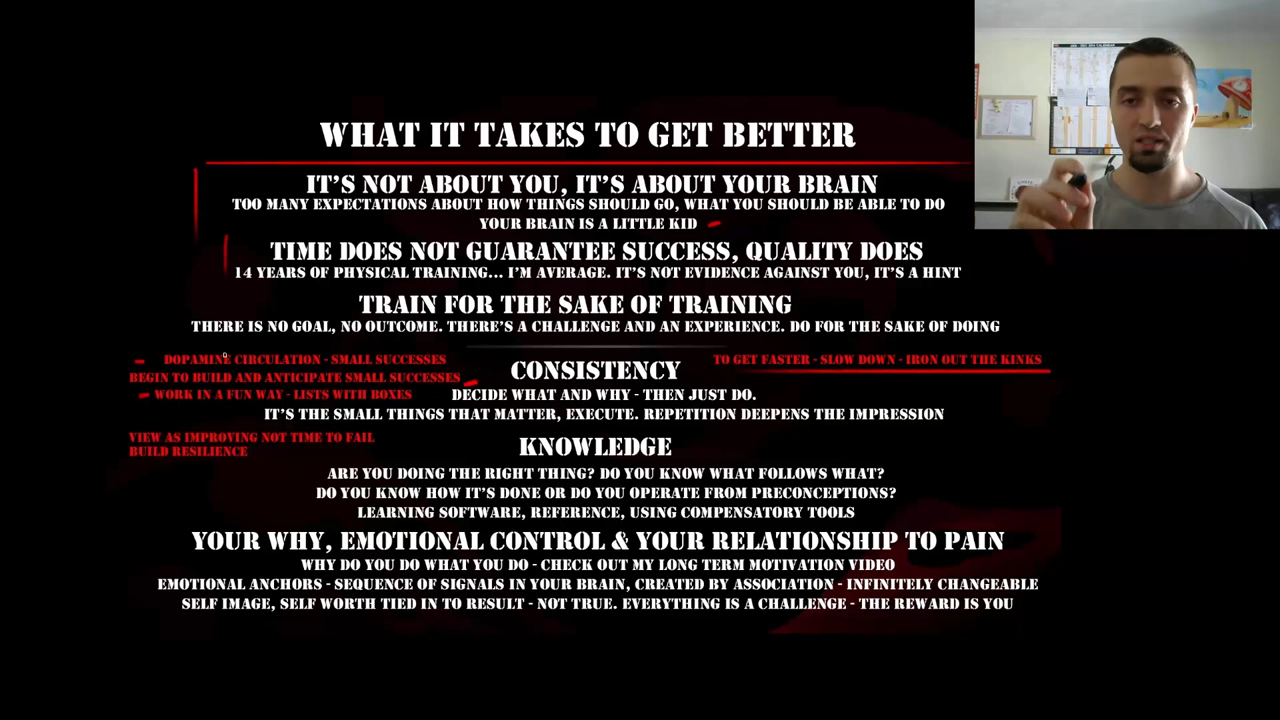 WHAT IT TAKES TO GET BETTER
IT'S NOT ABOUT YOU, IT'S ABOUT YOUR BRAIN
TOO MANY EXPECTATIONS ABOUT HOW THINGS SHOULD GO, WHAT YOU SHOULD BE ABLE TO DO
YOUR BRAIN IS A LITTLE KID
TIME DOES NOT GUARANTEE SUCCESS, QUALITY DOES
14 YEARS OF PHYSICAL TRAINING... I'M AVERAGE. IT'S NOT EVIDENCE AGAINST YOU, IT'S A HINT
TRAIN FOR THE SAKE OF TRAINING
THERE IS NO GOAL, NO OUTCOME. THERE'S A CHALLENGE AND AN EXPERIENCE. DO FOR THE SAKE OF DOING
DOPAMINE CIRCULATION - SMALL SUCCESSES
BEGIN TO BUILD AND ANTICIPATE SMALL SUCCESSES
WORK IN A FUN WAY - LISTS WITH BOXES
TO GET FASTER - SLOW DOWN - IRON OUT THE KINKS
CONSISTENCY
DECIDE WHAT AND WHY - THEN JUST DO.
IT'S THE SMALL THINGS THAT MATTER, EXECUTE. REPETITION DEEPENS THE IMPRESSION
VIEW AS IMPROVING NOT TIME TO FAIL
BUILD RESILIENCE
KNOWLEDGE
ARE YOU DOING THE RIGHT THING? DO YOU KNOW WHAT FOLLOWS WHAT?
DO YOU KNOW HOW IT'S DONE OR DO YOU OPERATE FROM PRECONCEPTIONS?
LEARNING SOFTWARE, REFERENCE, USING COMPENSATORY TOOLS
YOUR WHY, EMOTIONAL CONTROL & YOUR RELATIONSHIP TO PAIN
WHY DO YOU DO WHAT YOU DO - CHECK OUT MY LONG TERM MOTIVATION VIDEO
EMOTIONAL ANCHORS - SEQUENCE OF SIGNALS IN YOUR BRAIN, CREATED BY ASSOCIATION - INFINITELY CHANGEABLE
SELF IMAGE, SELF WORTH TIED IN TO RESULT - NOT TRUE. EVERYTHING IS A CHALLENGE - THE REWARD IS YOU